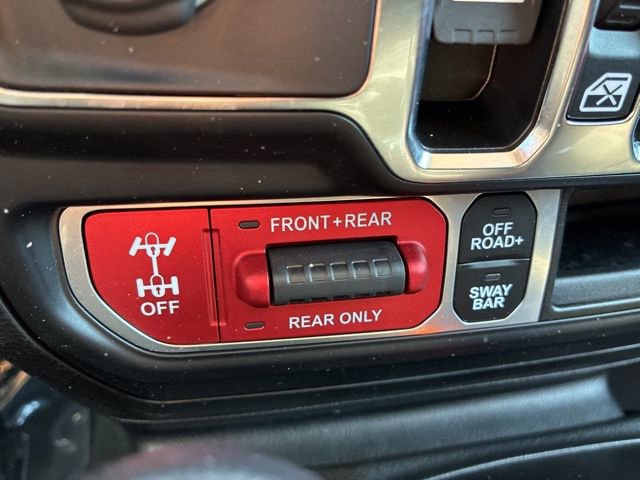 FRONT+REAR
OFF
REAR ONLY
OFF
ROAD+
SWAY
BAR